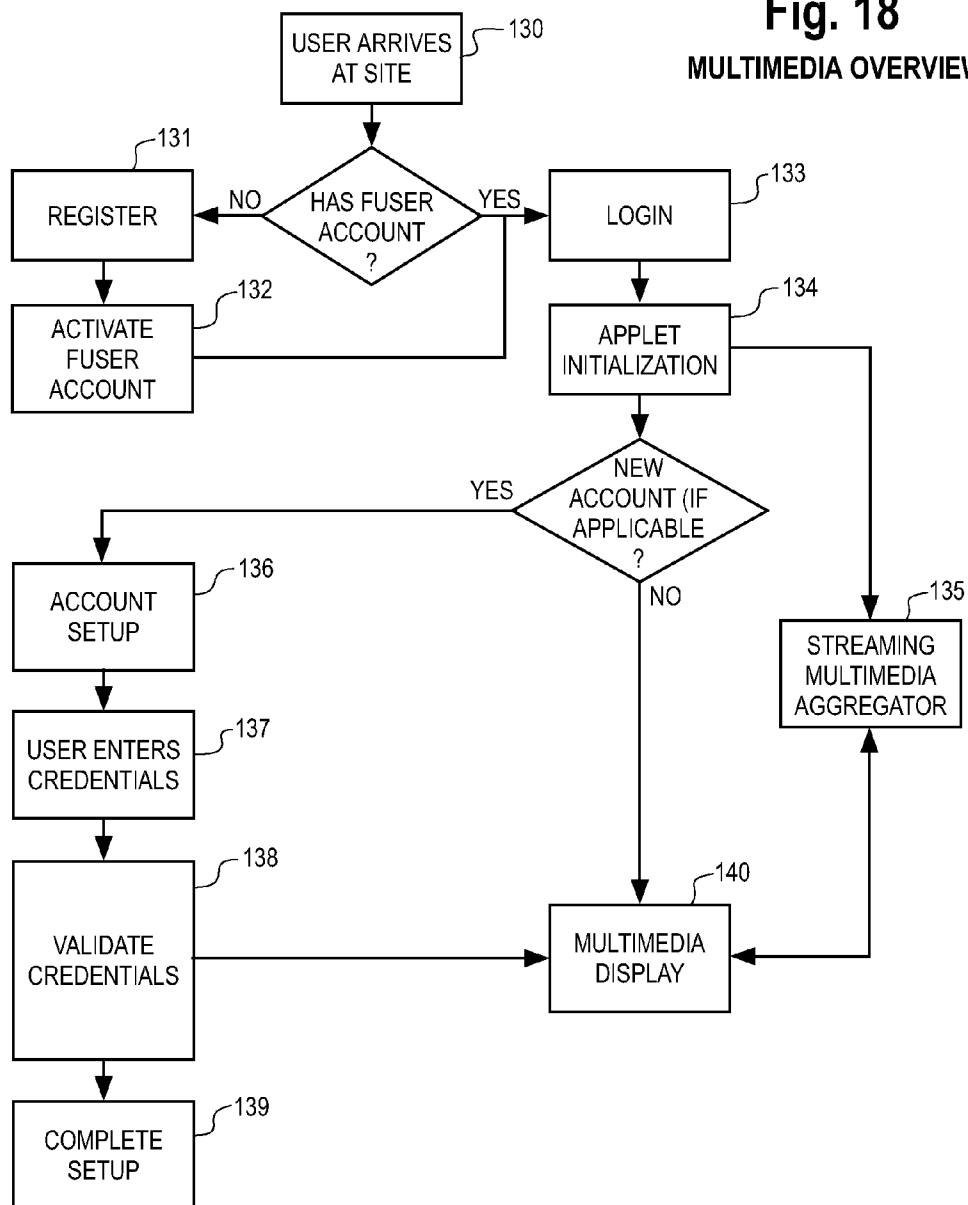 Fig. 18
MULTIMEDIA OVERVIEW
USER ARRIVES
AT SITE
130
131
REGISTER
NO
HAS FUSER
ACCOUNT
?
YES
133
LOGIN
132
ACTIVATE
FUSER
ACCOUNT
134
APPLET
INITIALIZATION
NEW
ACCOUNT (IF
APPLICABLE
?
YES
NO
136
ACCOUNT
SETUP
135
STREAMING
MULTIMEDIA
AGGREGATOR
137
USER ENTERS
CREDENTIALS
138
VALIDATE
CREDENTIALS
140
MULTIMEDIA
DISPLAY
139
COMPLETE
SETUP